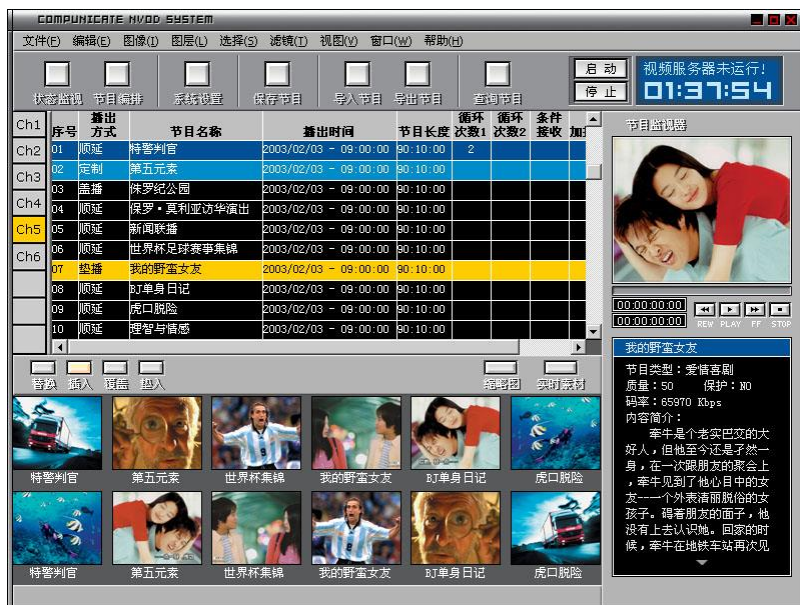 COMPUNICATE NVOD SYSTEM
文件(F) 编辑(E) 图像(I) 图层(L) 选择(S) 滤镜(T) 视图(V) 窗口(W) 帮助(H)
状态监视 节目编排 系统设置 保存节目 导入节目 导出节目 查询节目
启动
停止
视频服务器未运行!
01:37:54
Ch1
Ch2
Ch3
Ch4
Ch5
Ch6
序号 播出方式 节目名称 播出时间 节目长度 循环次数1 循环次数2 条件接收
01 顺延 特警判官 2003/02/03 - 09:00:00 90:10:00 2
02 定制 第五元素 2003/02/03 - 09:00:00 90:10:00
03 盖播 侏罗纪公园 2003/02/03 - 09:00:00 90:10:00
04 顺延 保罗·莫利亚访华演出 2003/02/03 - 09:00:00 90:10:00
05 顺延 新闻联播 2003/02/03 - 09:00:00 90:10:00
06 顺延 世界杯足球赛事集锦 2003/02/03 - 09:00:00 90:10:00
07 垫播 我的野蛮女友 2003/02/03 - 09:00:00 90:10:00
08 顺延 BJ单身日记 2003/02/03 - 09:00:00 90:10:00
09 顺延 虎口脱险 2003/02/03 - 09:00:00 90:10:00
10 顺延 理智与情感 2003/02/03 - 09:00:00 90:10:00
替换 插入 覆盖 垫入 缩略图 实时素材
特警判官 第五元素 世界杯集锦 我的野蛮女友 BJ单身日记 虎口脱险
特警判官 第五元素 世界杯集锦 我的野蛮女友 BJ单身日记 虎口脱险
节目监视器
00:00:00:00
00:00:00:00
REW PLAY FF STOP
我的野蛮女友
节目类型：爱情喜剧
质量：50 保护：NO
码率：65970 Kbps
内容简介：
牵牛是个老实巴交的大
好人，但他至今还是孑然一
身，在一次跟朋友的聚会上
，牵牛见到了他心目中的女
友--一个外表清丽脱俗的女
孩子。碍着朋友的面子，他
没有上去认识她。回家的时
候，牵牛在地铁车站再次见